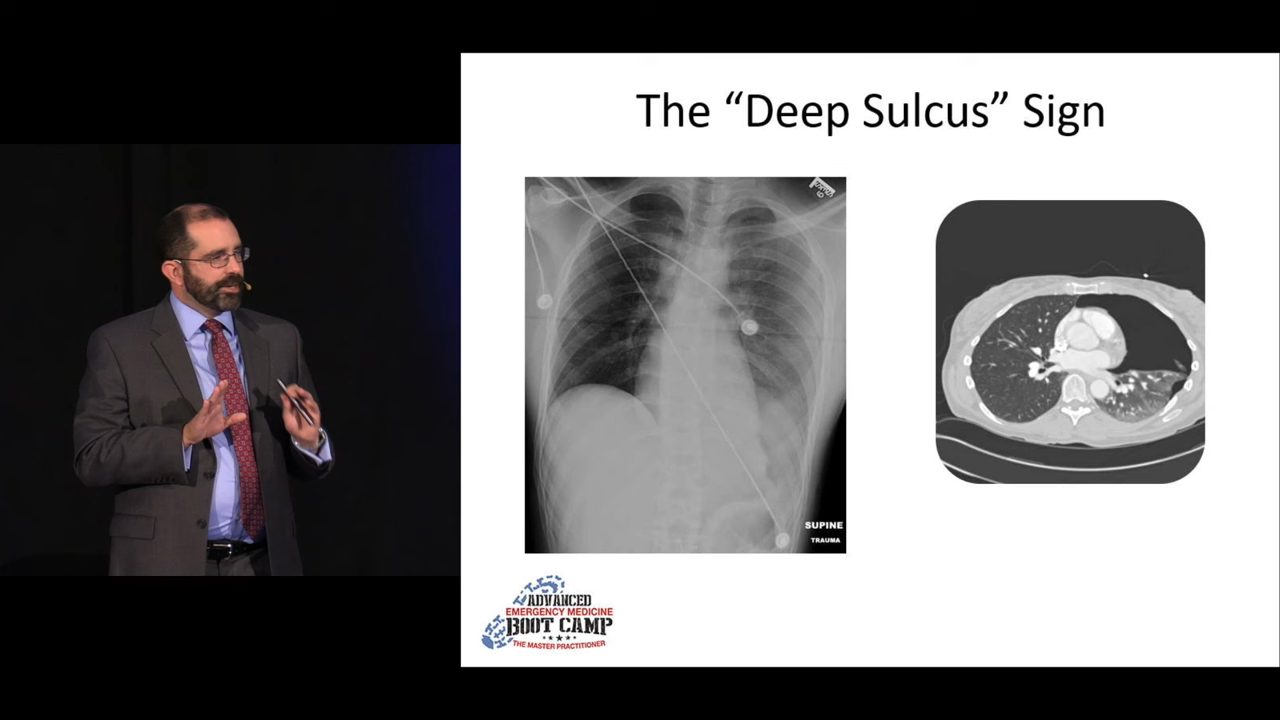 The “Deep Sulcus” Sign
SUPINE
TRAUMA
ADVANCED
EMERGENCY MEDICINE
BOOT CAMP
THE MASTER PRACTITIONER